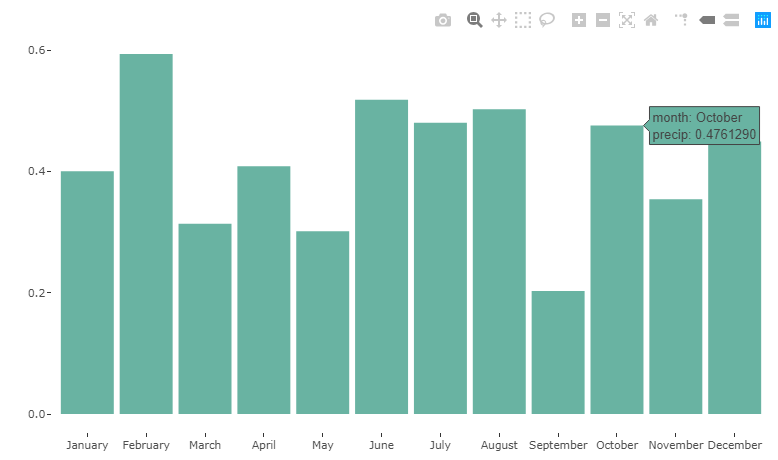 0.6
month: October
precip: 0.4761290
0.4
0.2
0.0
January February March April May June July August September October November December